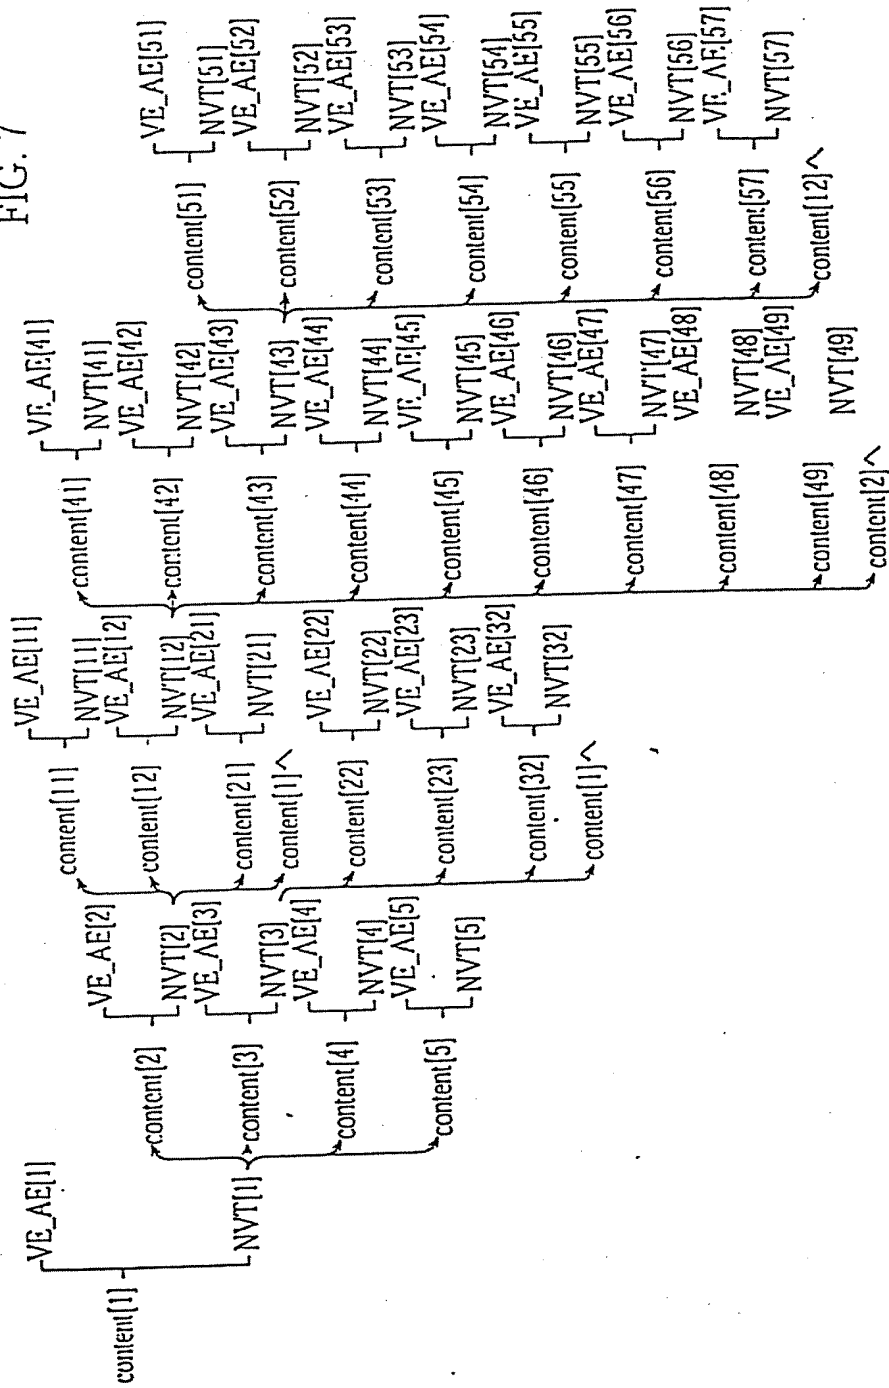 FIG. 7
content[1]
VE_AE[1]
NVT[1]
content[2]
content[3]
content[4]
content[5]
VE_AE[2]
NVT[2]
VE_AE[3]
NVT[3]
VE_AE[4]
NVT[4]
VE_AE[5]
NVT[5]
content[11]
content[12]
content[21]
content[1]^
content[22]
content[23]
content[32]
content[1]^
VE_AE[11]
NVT[11]
VE_AE[12]
NVT[12]
VE_AE[21]
NVT[21]
VE_AE[22]
NVT[22]
VE_AE[23]
NVT[23]
VE_AE[32]
NVT[32]
content[41]
content[42]
content[43]
content[44]
content[45]
content[46]
content[47]
content[48]
content[49]
content[2]^
VE_AE[41]
NVT[41]
VE_AE[42]
NVT[42]
VE_AE[43]
NVT[43]
VE_AE[44]
NVT[44]
VE_AE[45]
NVT[45]
VE_AE[46]
NVT[46]
VE_AE[47]
NVT[47]
VE_AE[48]
NVT[48]
VE_AE[49]
NVT[49]
content[51]
content[52]
content[53]
content[54]
content[55]
content[56]
content[57]
content[12]^
VE_AE[51]
NVT[51]
VE_AE[52]
NVT[52]
VE_AE[53]
NVT[53]
VE_AE[54]
NVT[54]
VE_AE[55]
NVT[55]
VE_AE[56]
NVT[56]
VE_AE[57]
NVT[57]